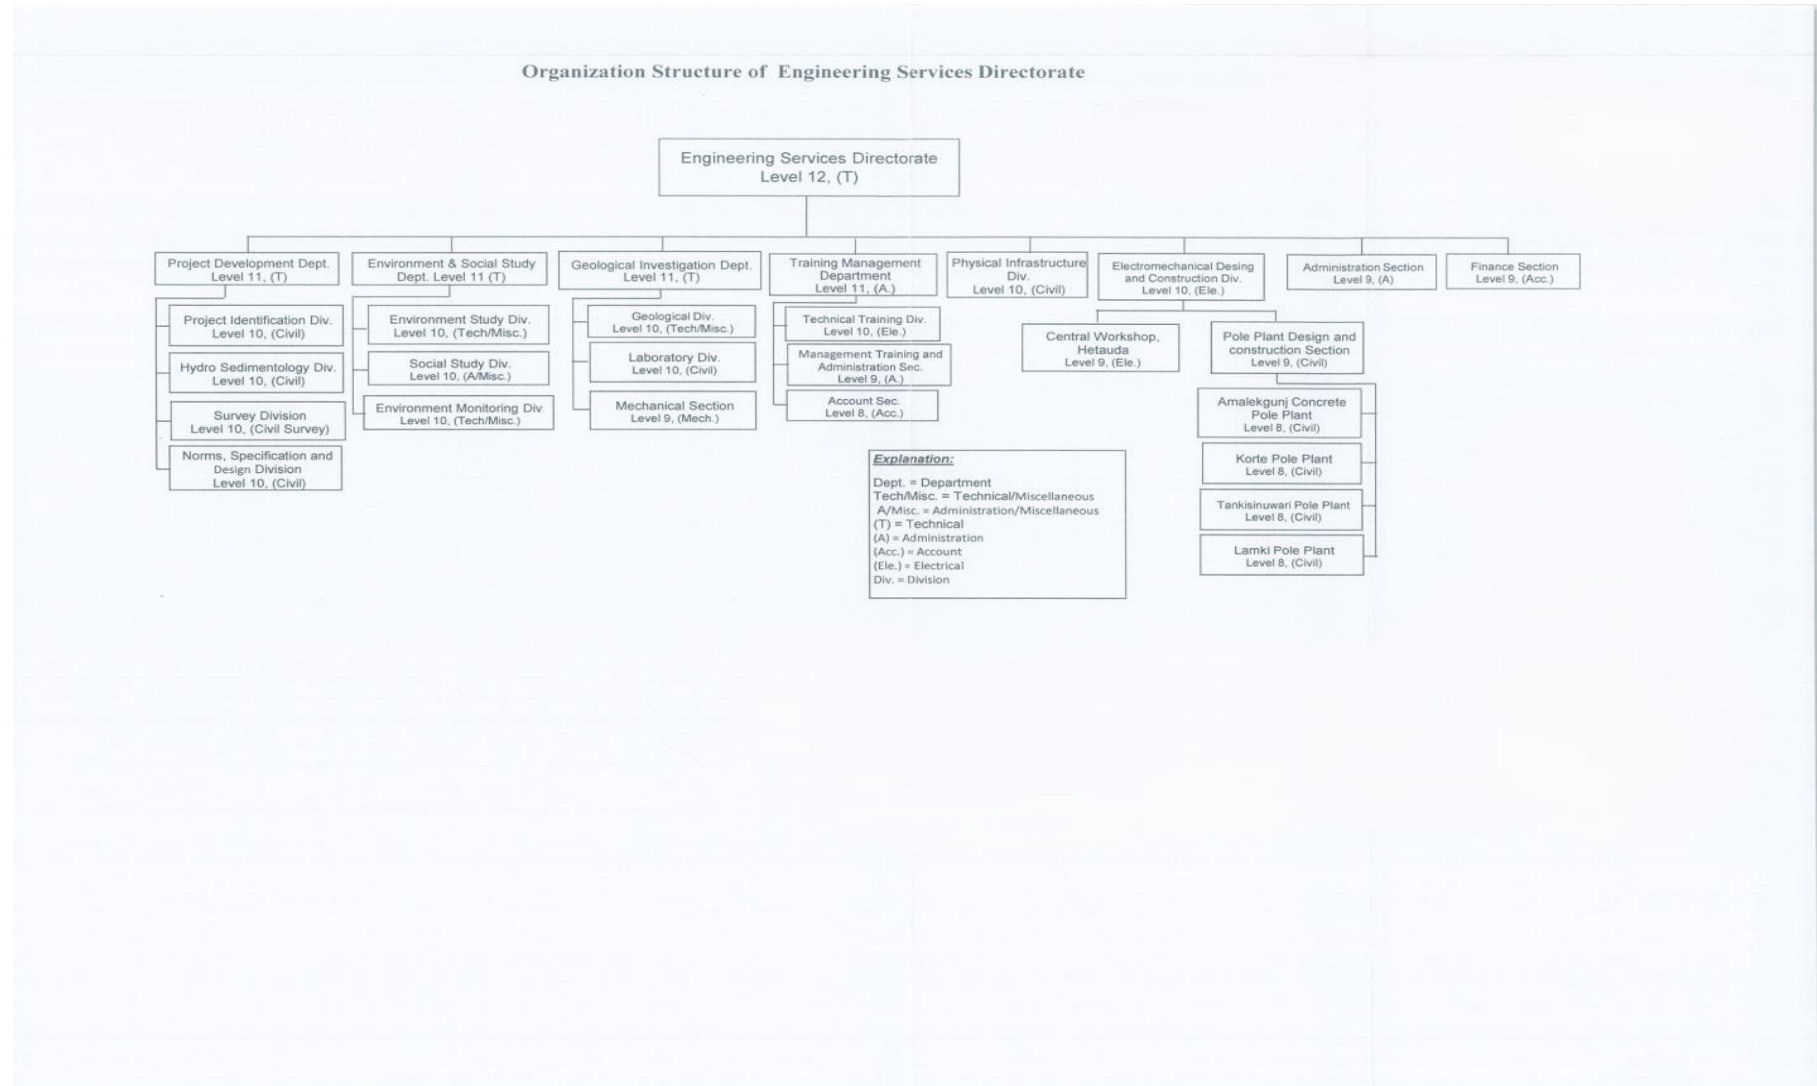 Organization Structure of Engineering Services Directorate
Engineering Services Directorate
Level 12, (T)
Project Development Dept.
Level 11, (T)
Project Identification Div.
Level 10, (Civil)
Hydro Sedimentology Div.
Level 10, (Civil)
Survey Division
Level 10, (Civil Survey)
Norms, Specification and
Design Division
Level 10, (Civil)
Environment & Social Study
Dept. Level 11 (T)
Environment Study Div.
Level 10, (Tech/Misc.)
Social Study Div.
Level 10, (A/Misc.)
Environment Monitoring Div.
Level 10, (Tech/Misc.)
Geological Investigation Dept.
Level 11, (T)
Geological Div.
Level 10, (Tech/Misc.)
Laboratory Div.
Level 10, (Civil)
Mechanical Section
Level 9, (Mech.)
Training Management
Department
Level 11, (A.)
Technical Training Div.
Level 10, (Ele.)
Management Training and
Administration Sec.
Level 9, (A.)
Account Sec.
Level 8, (Acc.)
Physical Infrastructure
Div.
Level 10, (Civil)
Electromechanical Desing
and Construction Div.
Level 10, (Ele.)
Central Workshop,
Hetauda
Level 9, (Ele.)
Pole Plant Design and
construction Section
Level 9, (Civil)
Amalekgunj Concrete
Pole Plant
Level 8, (Civil)
Korte Pole Plant
Level 8, (Civil)
Tankisinuwari Pole Plant
Level 8, (Civil)
Lamki Pole Plant
Level 8, (Civil)
Administration Section
Level 9, (A)
Finance Section
Level 9, (Acc.)
Explanation:
Dept. = Department
Tech/Misc. = Technical/Miscellaneous
A/Misc. = Administration/Miscellaneous
(T) = Technical
(A) = Administration
(Acc.) = Account
(Ele.) = Electrical
Div. = Division